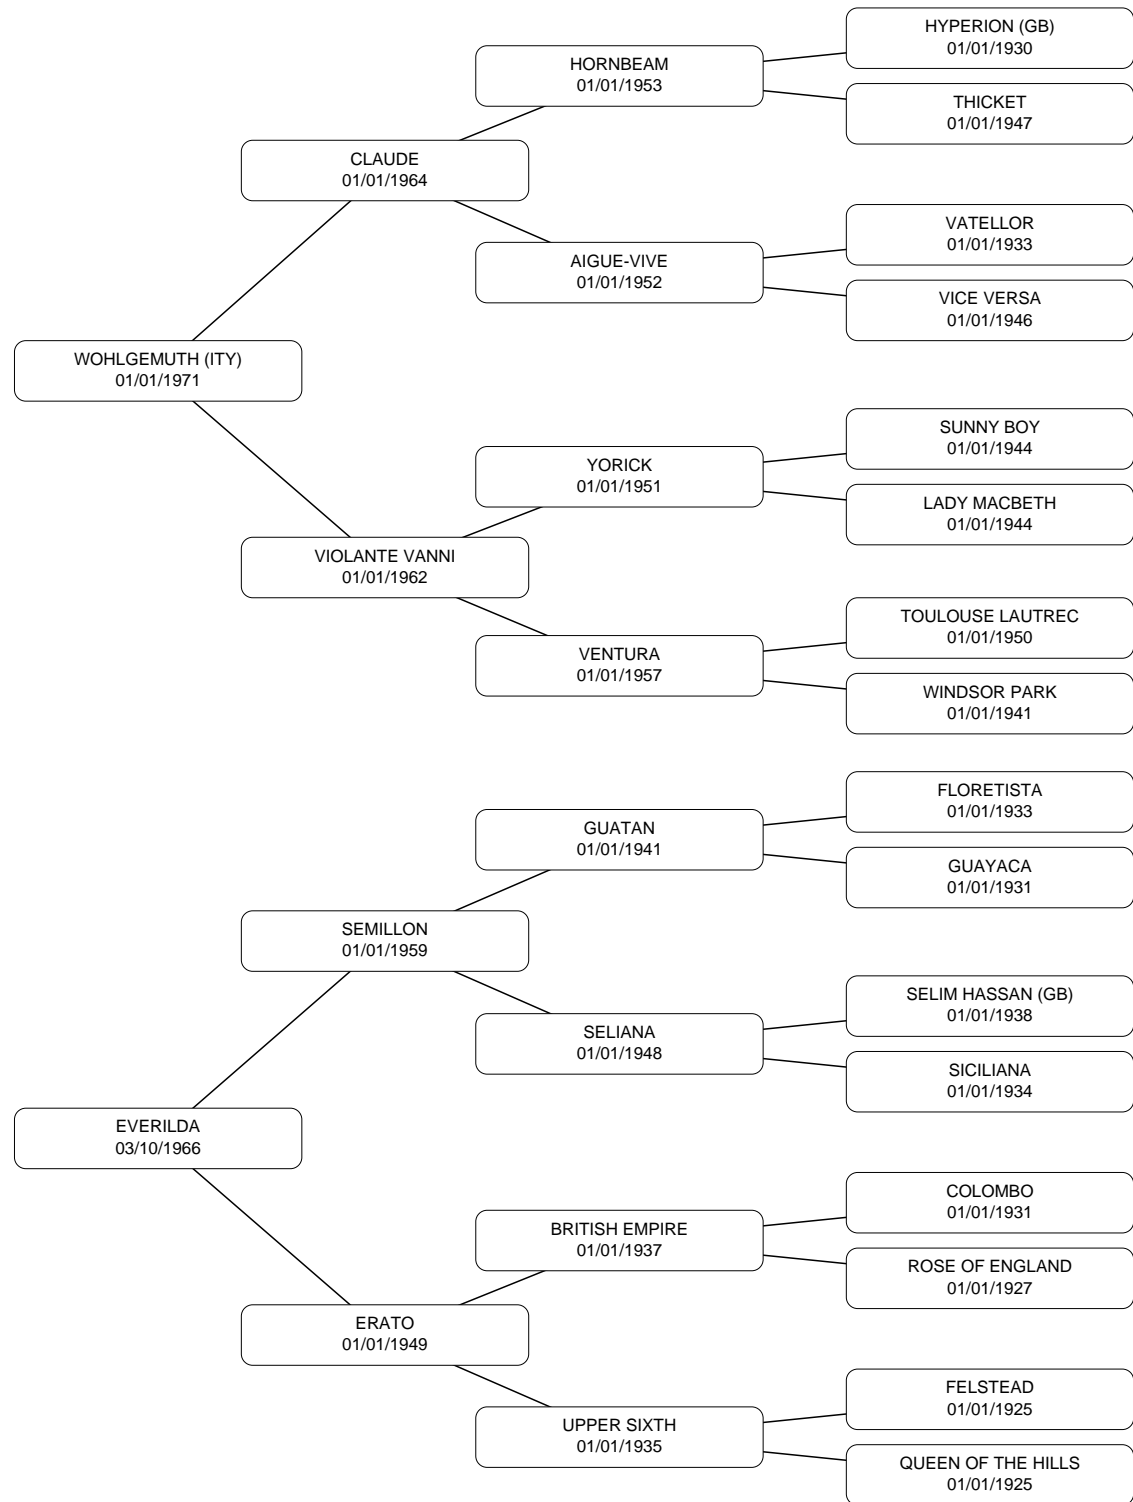 HYPERION (GB)
01/01/1930
HORNBEAM
01/01/1953
THICKET
01/01/1947
CLAUDE
01/01/1964
VATELLOR
01/01/1933
AIGUE-VIVE
01/01/1952
VICE VERSA
01/01/1946
WOHLGEMUTH (ITY)
01/01/1971
SUNNY BOY
01/01/1944
YORICK
01/01/1951
LADY MACBETH
01/01/1944
VIOLANTE VANNI
01/01/1962
TOULOUSE LAUTREC
01/01/1950
VENTURA
01/01/1957
WINDSOR PARK
01/01/1941
FLORETISTA
01/01/1933
GUATAN
01/01/1941
GUAYACA
01/01/1931
SEMILLON
01/01/1959
SELIM HASSAN (GB)
01/01/1938
SELIANA
01/01/1948
SICILIANA
01/01/1934
EVERILDA
03/10/1966
COLOMBO
01/01/1931
BRITISH EMPIRE
01/01/1937
ROSE OF ENGLAND
01/01/1927
ERATO
01/01/1949
FELSTEAD
01/01/1925
UPPER SIXTH
01/01/1935
QUEEN OF THE HILLS
01/01/1925